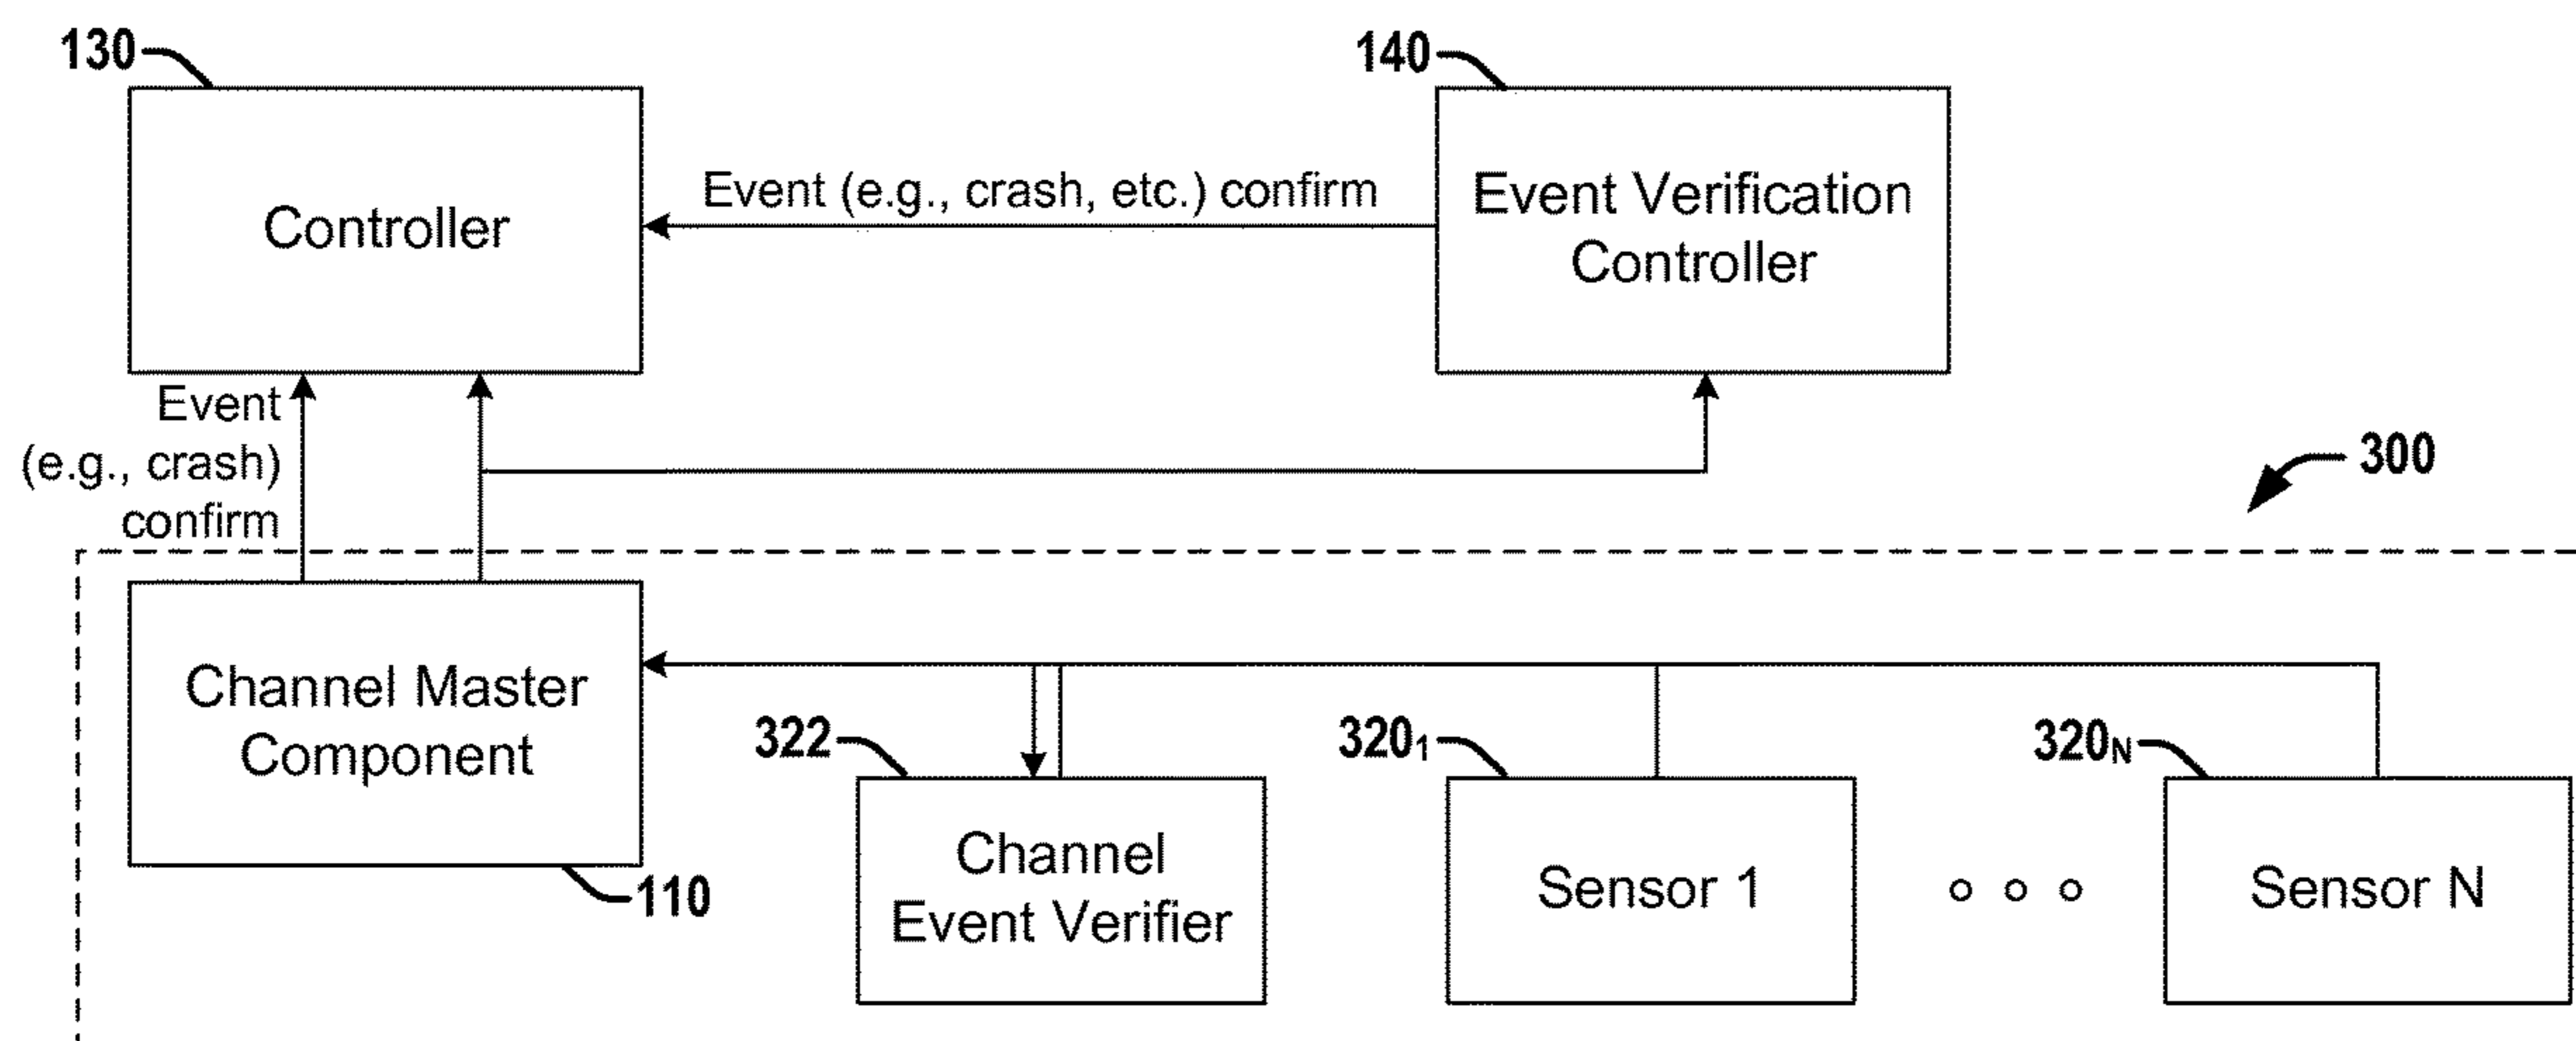 130
140
Controller
Event (e.g., crash, etc.) confirm
Event Verification
Controller
Event
(e.g., crash)
confirm
300
Channel Master
Component
110
322
320₁
320ₙ
Channel
Event Verifier
Sensor 1
Sensor N